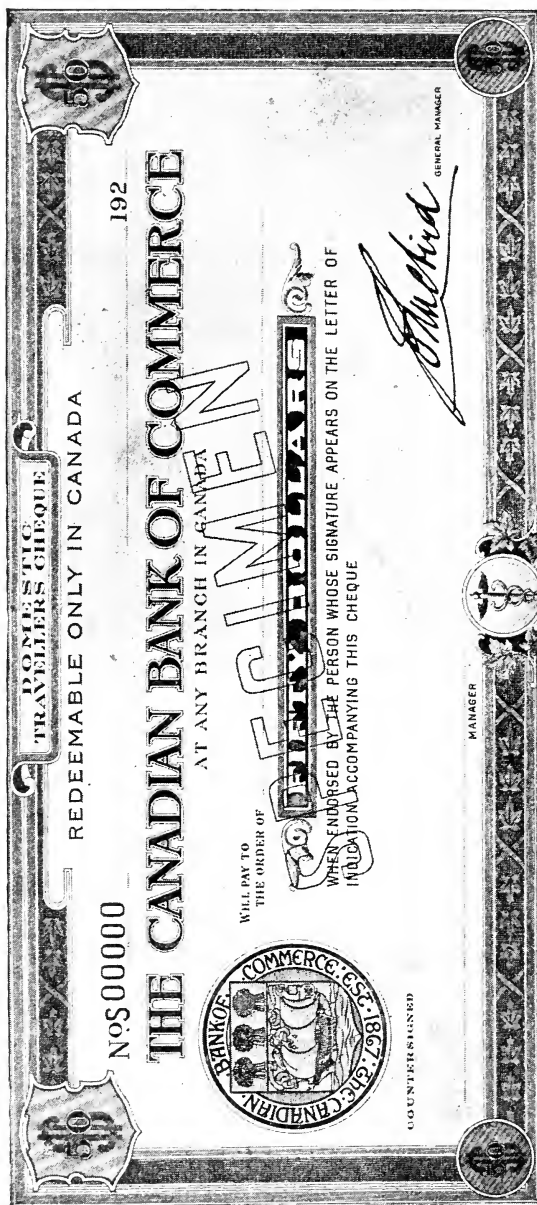 50
DOMESTIC
TRAVELLERS CHEQUE
50
REDEEMABLE ONLY IN CANADA
NO S 00000
192
THE CANADIAN BANK OF COMMERCE
AT ANY BRANCH IN CANADA
WILL PAY TO
THE ORDER OF
FIFTY DOLLARS
SPECIMEN
WHEN ENDORSED BY THE PERSON WHOSE SIGNATURE APPEARS ON THE LETTER OF
INDICATION ACCOMPANYING THIS CHEQUE
THE CANADIAN BANK OF COMMERCE. EST. 1867.
COUNTERSIGNED
MANAGER
GENERAL MANAGER
50
50